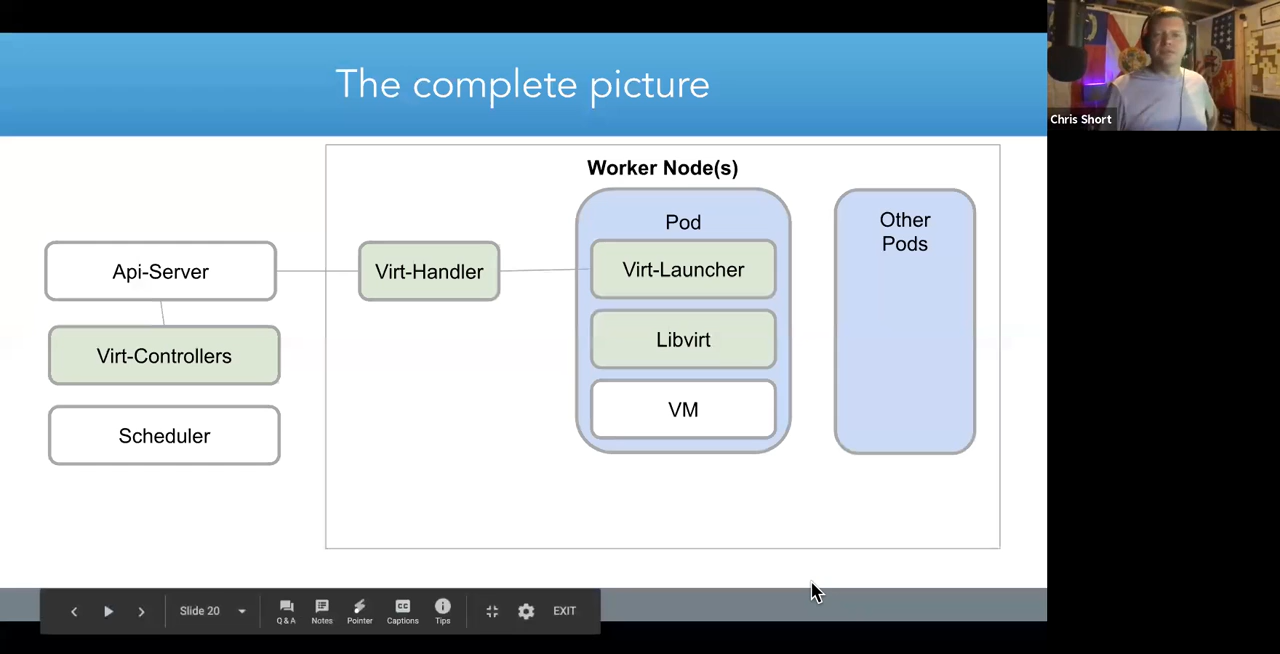 The complete picture
Chris Short
Worker Node(s)
Pod
Other
Pods
Api-Server
Virt-Handler
Virt-Launcher
Virt-Controllers
Libvirt
VM
Scheduler
Slide 20
Q & A
Notes
Pointer
CC
Captions
Tips
EXIT